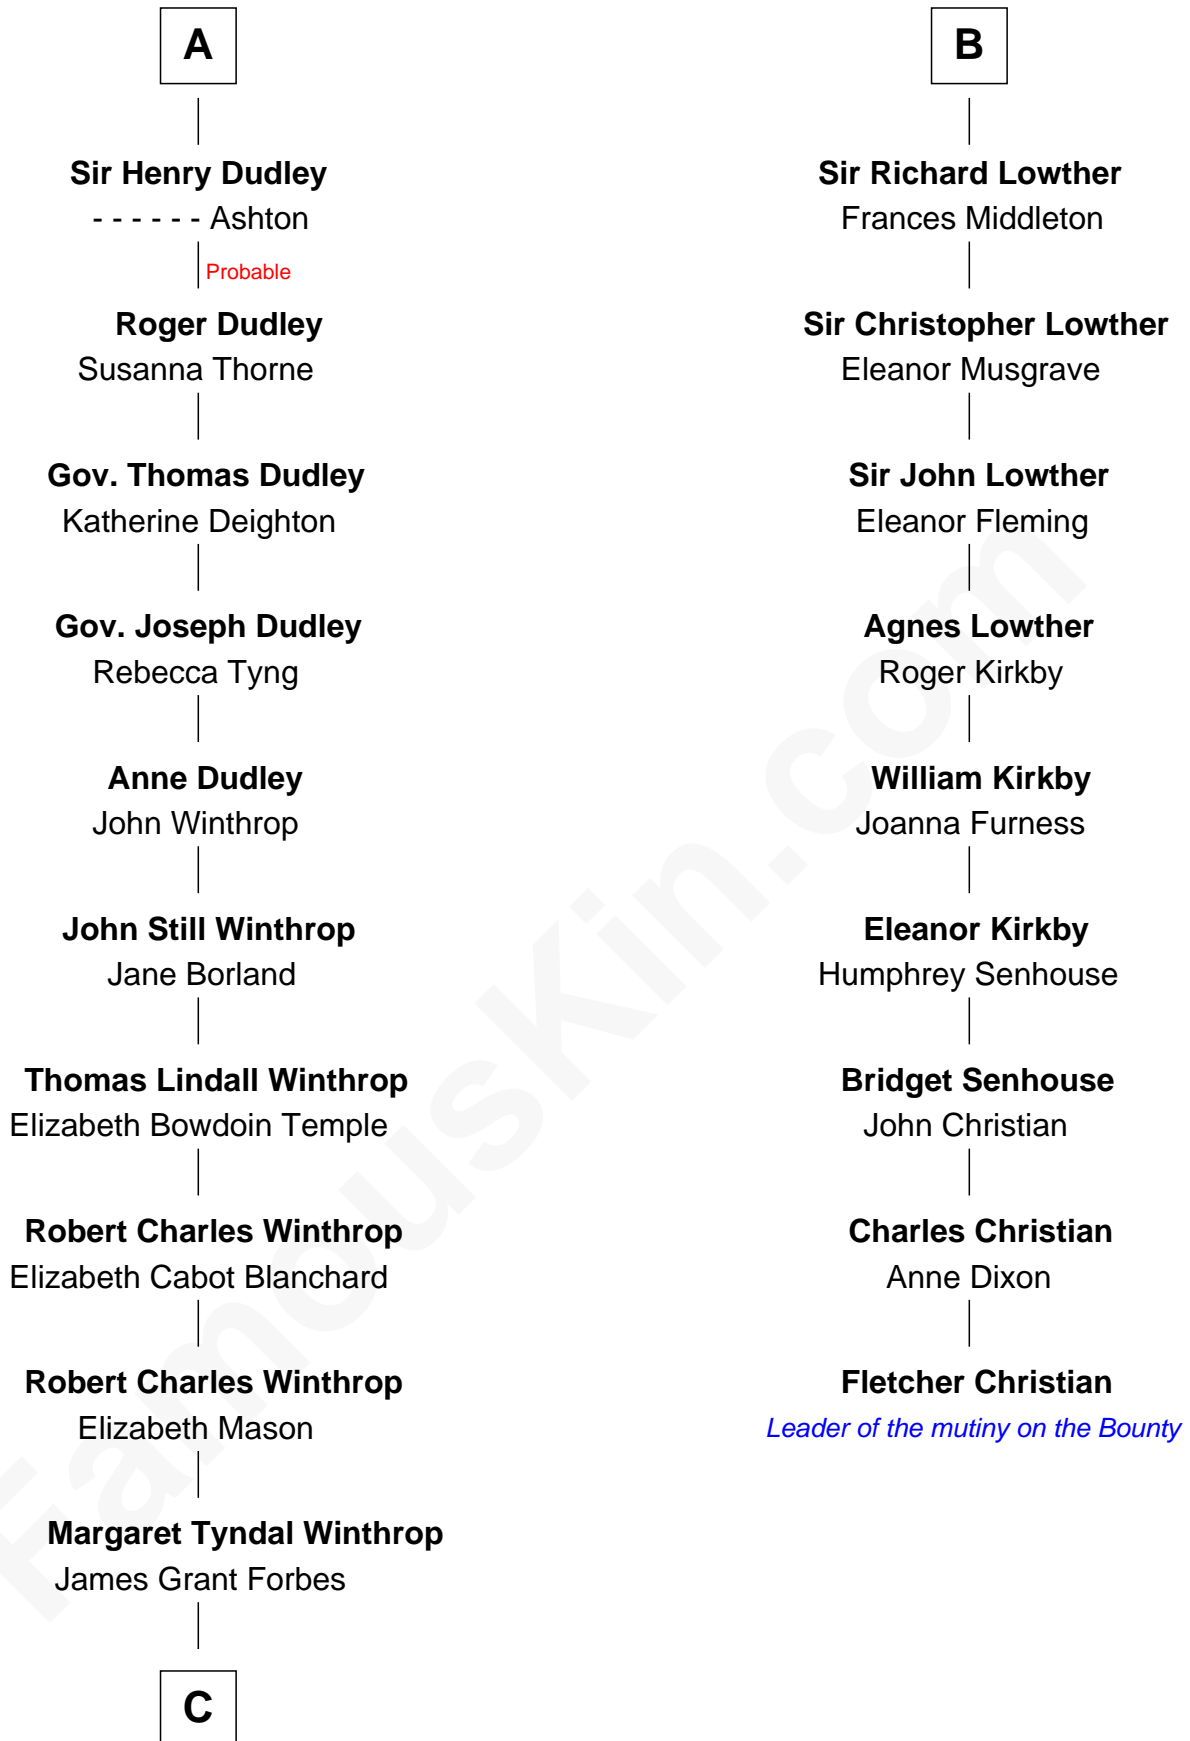 A
Sir Henry Dudley
- - - - - - Ashton
Probable
Roger Dudley
Susanna Thorne
Gov. Thomas Dudley
Katherine Deighton
Gov. Joseph Dudley
Rebecca Tyng
Anne Dudley
John Winthrop
John Still Winthrop
Jane Borland
Thomas Lindall Winthrop
Elizabeth Bowdoin Temple
Robert Charles Winthrop
Elizabeth Cabot Blanchard
Robert Charles Winthrop
Elizabeth Mason
Margaret Tyndal Winthrop
James Grant Forbes
C
B
Sir Richard Lowther
Frances Middleton
Sir Christopher Lowther
Eleanor Musgrave
Sir John Lowther
Eleanor Fleming
Agnes Lowther
Roger Kirkby
William Kirkby
Joanna Furness
Eleanor Kirkby
Humphrey Senhouse
Bridget Senhouse
John Christian
Charles Christian
Anne Dixon
Fletcher Christian
Leader of the mutiny on the Bounty
FamousKin.com